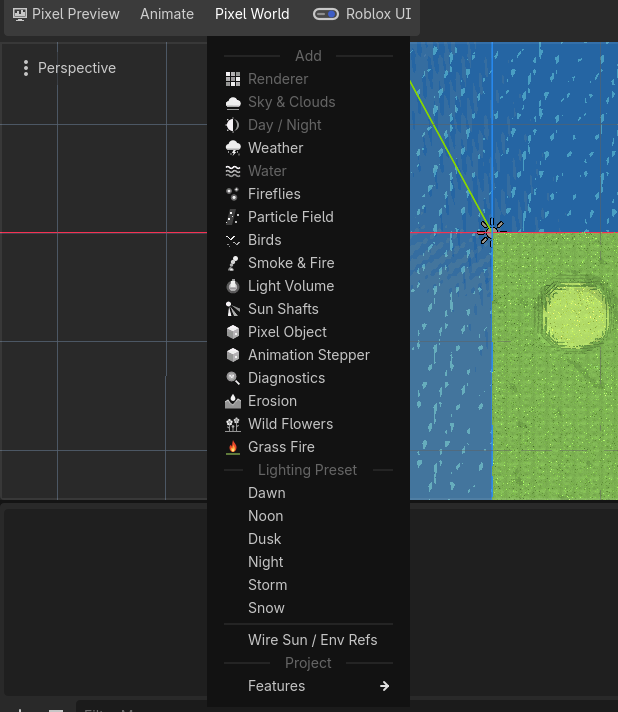 Pixel Preview Animate Pixel World Roblox UI
Perspective
Add
Renderer
Sky & Clouds
Day / Night
Weather
Water
Fireflies
Particle Field
Birds
Smoke & Fire
Light Volume
Sun Shafts
Pixel Object
Animation Stepper
Diagnostics
Erosion
Wild Flowers
Grass Fire
Lighting Preset
Dawn
Noon
Dusk
Night
Storm
Snow
Wire Sun / Env Refs
Project
Features